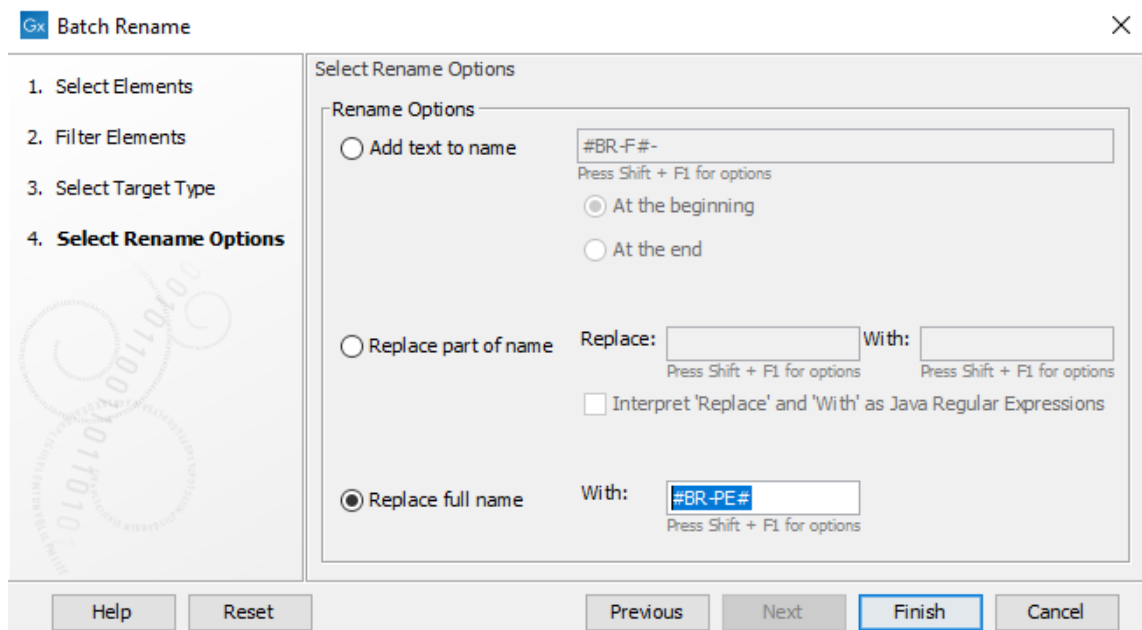 Gx Batch Rename
1. Select Elements
2. Filter Elements
3. Select Target Type
4. Select Rename Options
Select Rename Options
Rename Options
Add text to name
#BR-F#-
Press Shift + F1 for options
At the beginning
At the end
Replace part of name
Replace:
With:
Press Shift + F1 for options
Press Shift + F1 for options
Interpret 'Replace' and 'With' as Java Regular Expressions
Replace full name
With:
#BR-PE#
Press Shift + F1 for options
Help
Reset
Previous
Next
Finish
Cancel